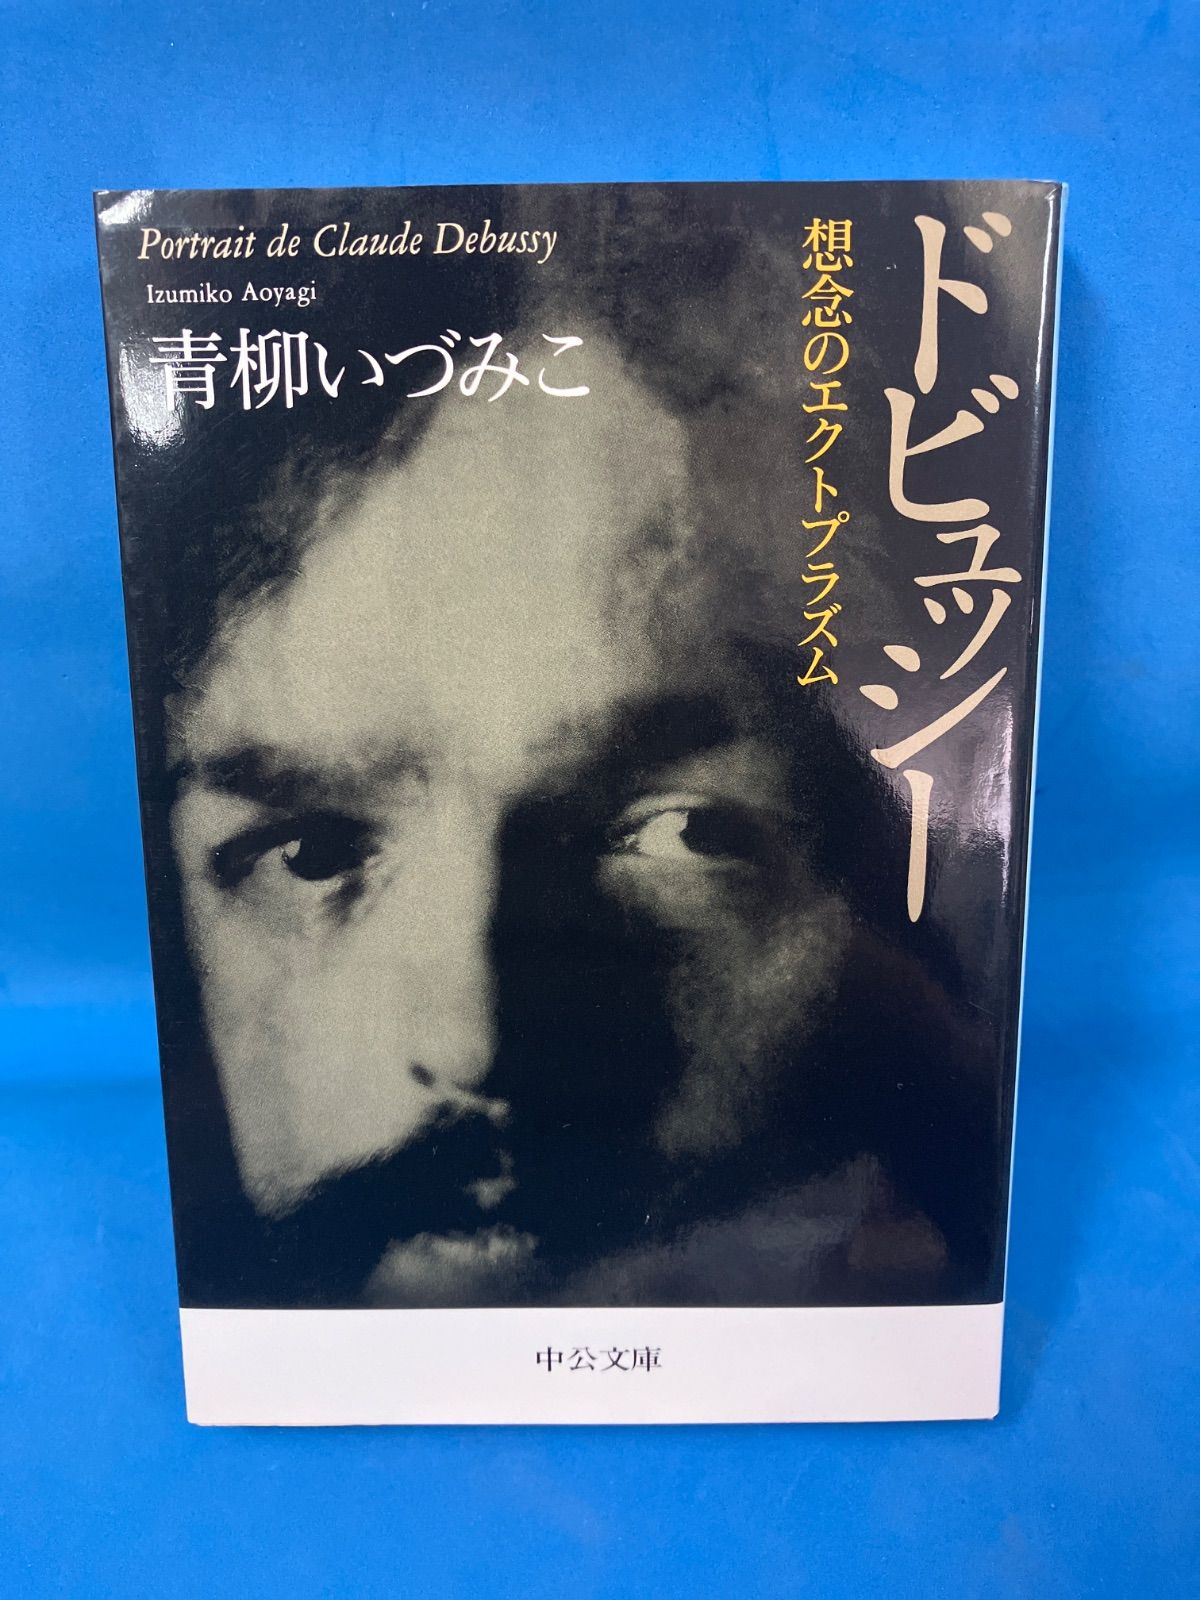 Portrait de Claude Debussy
Izumiko Aoyagi
青柳いづみこ
ドビュッシー
想念のエクトプラズム
中公文庫